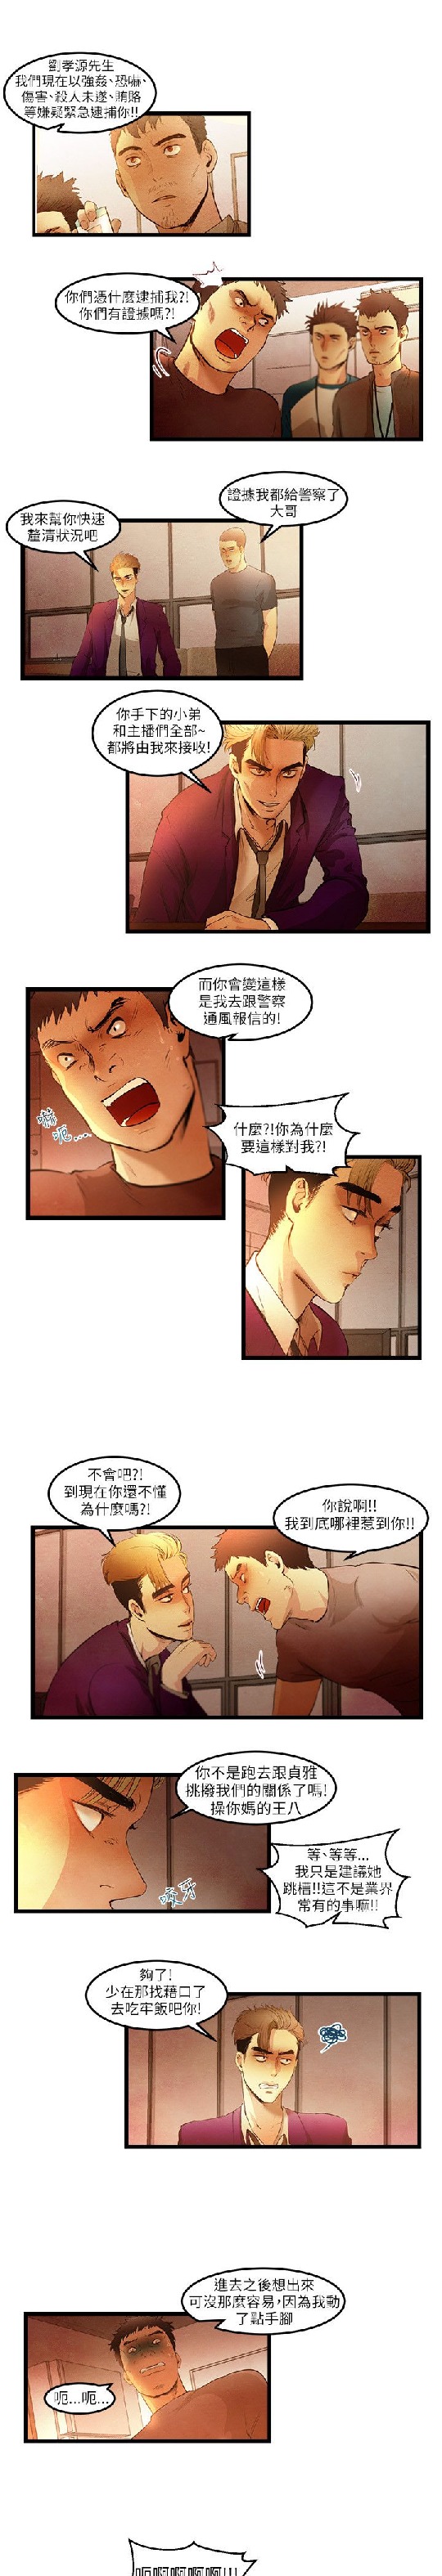 劉孝源先生
我們現在以強姦、恐嚇、
傷害、殺人未遂、賄賂
等嫌疑緊急逮捕你!!
你們憑什麼逮捕我?!
你們有證據嗎?!
證據我都給警察了
大哥
我來幫你快速
釐清狀況吧
你手下的小弟
和主播們全部~
都將由我來接收!
而你會變這樣
是我去跟警察
通風報信的!
呃....
什麼?!你為什麼
要這樣對我?!
不會吧?!
到現在你還不懂
為什麼嗎?!
你說啊!!
我到底哪裡惹到你!!
你不是跑去跟貞雅
挑撥我們的關係了嗎!
操你媽的王八
咬牙
等、等等...
我只是建議她
跳槽!!這不是業界
常有的事嘛!!
夠了!
少在那找藉口了
去吃牢飯吧你!
進去之後想出來
可沒那麼容易,因為我動
了點手腳
呃...呃...
呃啊啊啊啊!!!